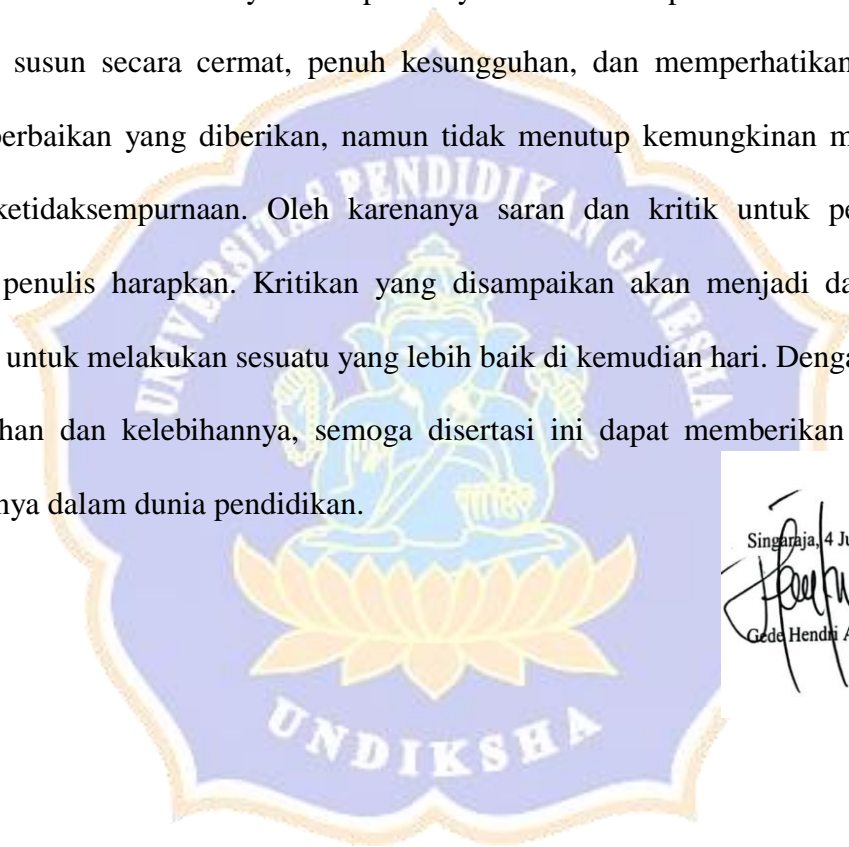 susun secara cermat, penuh kesungguhan, dan memperhatikan
perbaikan yang diberikan, namun tidak menutup kemungkinan m
ketidaksempurnaan. Oleh karenanya saran dan kritik untuk pe
penulis harapkan. Kritikan yang disampaikan akan menjadi da
untuk melakukan sesuatu yang lebih baik di kemudian hari. Denga
han dan kelebihannya, semoga disertasi ini dapat memberikan
nya dalam dunia pendidikan.
Singaraja, 4 Ju
Gede Hendri A
UNIVERSITAS PENDIDIKAN GANESHA
UNDIKSHA